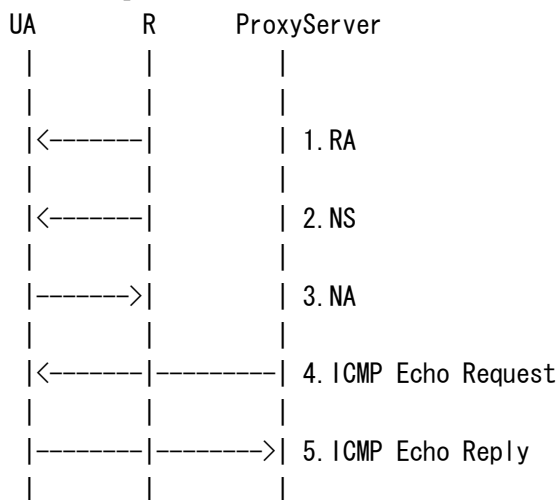 UA R ProxyServer
| | |
| | |
|<-------| | 1.RA
| | |
|<-------| | 2.NS
| | |
|------->| | 3.NA
| | |
|<-------|---------| 4.ICMP Echo Request
| | |
|--------|-------->| 5.ICMP Echo Reply
| | |